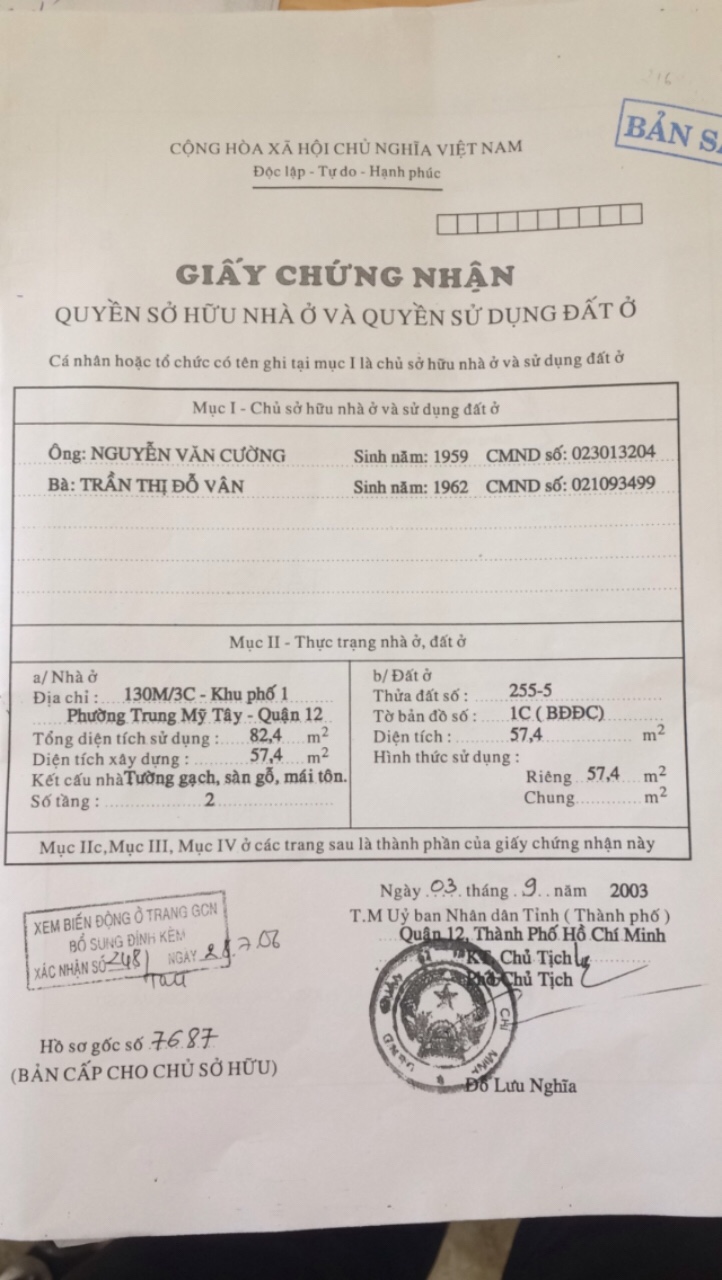 BẢN SA
CỘNG HÒA XÃ HỘI CHỦ NGHĨA VIỆT NAM
Độc lập - Tự do - Hạnh phúc
GIẤY CHỨNG NHẬN
QUYỀN SỞ HỮU NHÀ Ở VÀ QUYỀN SỬ DỤNG ĐẤT Ở
Cá nhân hoặc tổ chức có tên ghi tại mục I là chủ sở hữu nhà ở và sử dụng đất ở
Mục I - Chủ sở hữu nhà ở và sử dụng đất ở
Ông: NGUYỄN VĂN CƯỜNG Sinh năm: 1959 CMND số: 023013204
Bà: TRẦN THỊ ĐỖ VÂN Sinh năm: 1962 CMND số: 021093499
Mục II - Thực trạng nhà ở, đất ở
a/ Nhà ở
Địa chỉ : 130M/3C - Khu phố 1
Phường Trung Mỹ Tây - Quận 12
Tổng diện tích sử dụng : 82,4 m2
Diện tích xây dựng : 57,4 m2
Kết cấu nhà Tường gạch, sàn gỗ, mái tôn.
Số tầng : 2
b/ Đất ở
Thửa đất số : 255-5
Tờ bản đồ số : 1C ( BĐĐC)
Diện tích : 57,4 m2
Hình thức sử dụng :
Riêng 57,4 m2
Chung m2
Mục IIc,Mục III, Mục IV ở các trang sau là thành phần của giấy chứng nhận này
Ngày 03 tháng 9 năm 2003
T.M Uỷ ban Nhân dân Tỉnh ( Thành phố )
Quận 12, Thành Phố Hồ Chí Minh
KT. Chủ Tịch
Phó Chủ Tịch
Đỗ Lưu Nghĩa
XEM BIẾN ĐỘNG Ở TRANG GCN
BỔ SUNG ĐÍNH KÈM
XÁC NHẬN SỐ 2481 NGÀY 7.06
Hồ sơ gốc số 7687
(BẢN CẤP CHO CHỦ SỞ HỮU)